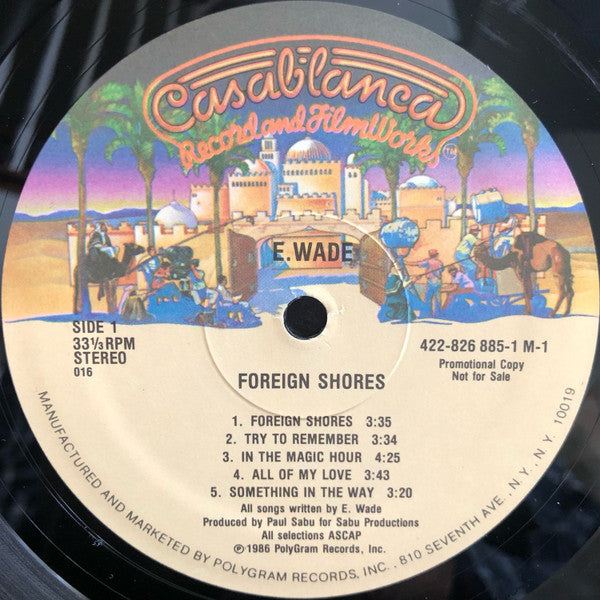 Casablanca
Record and FilmWorks™
E. WADE
SIDE 1
33⅓ RPM
STEREO
016
422-826 885-1 M-1
Promotional Copy
Not for Sale
FOREIGN SHORES
1. FOREIGN SHORES 3:35
2. TRY TO REMEMBER 3:34
3. IN THE MAGIC HOUR 4:25
4. ALL OF MY LOVE 3:43
5. SOMETHING IN THE WAY 3:20
All songs written by E. Wade
Produced by Paul Sabu for Sabu Productions
All selections ASCAP
℗1986 PolyGram Records, Inc.
MANUFACTURED AND MARKETED BY POLYGRAM RECORDS, INC., 810 SEVENTH AVE., N.Y., N.Y. 10019